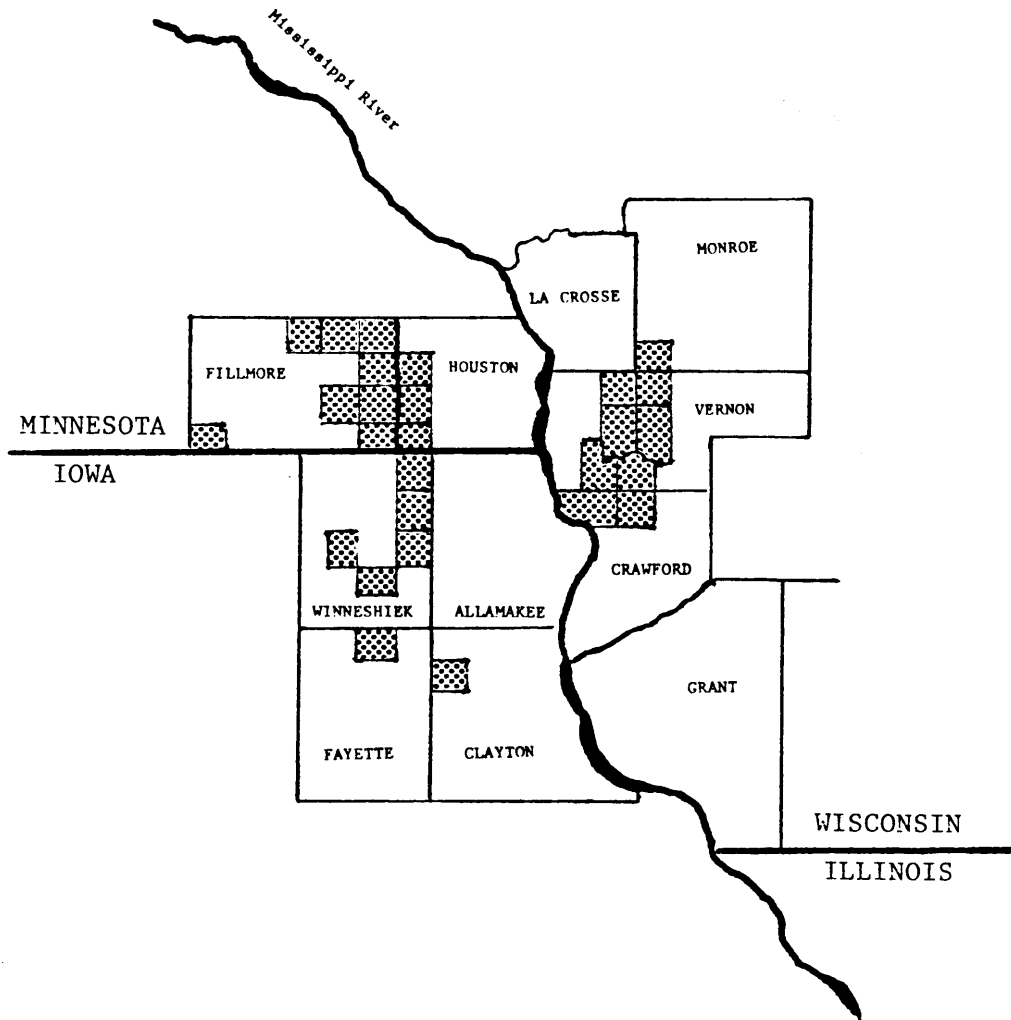 Mississippi River
MONROE
LA CROSSE
HOUSTON
FILLMORE
VERNON
MINNESOTA
IOWA
CRAWFORD
WINNESHIEK
ALLAMAKEE
GRANT
FAYETTE
CLAYTON
WISCONSIN
ILLINOIS